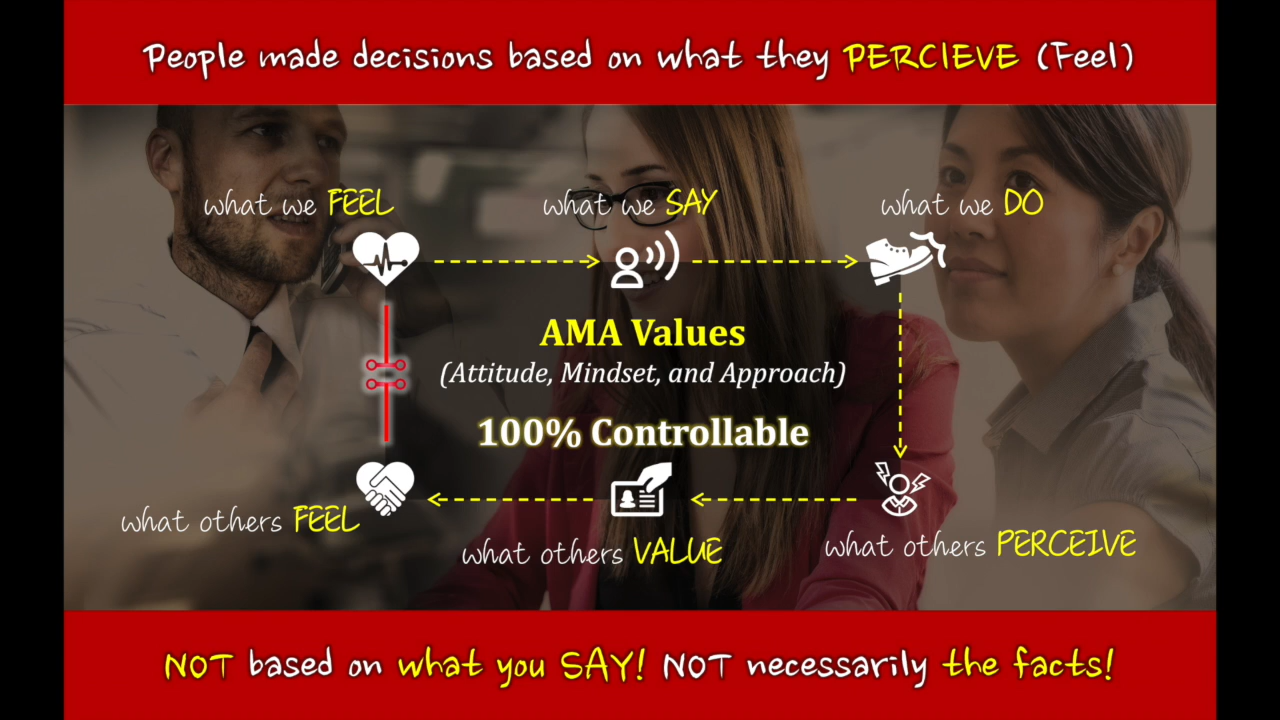 People made decisions based on what they PERCIEVE (Feel)
what we FEEL
what we SAY
what we DO
AMA Values
(Attitude, Mindset, and Approach)
100% Controllable
what others FEEL
what others VALUE
what others PERCEIVE
NOT based on what you SAY! NOT necessarily the facts!